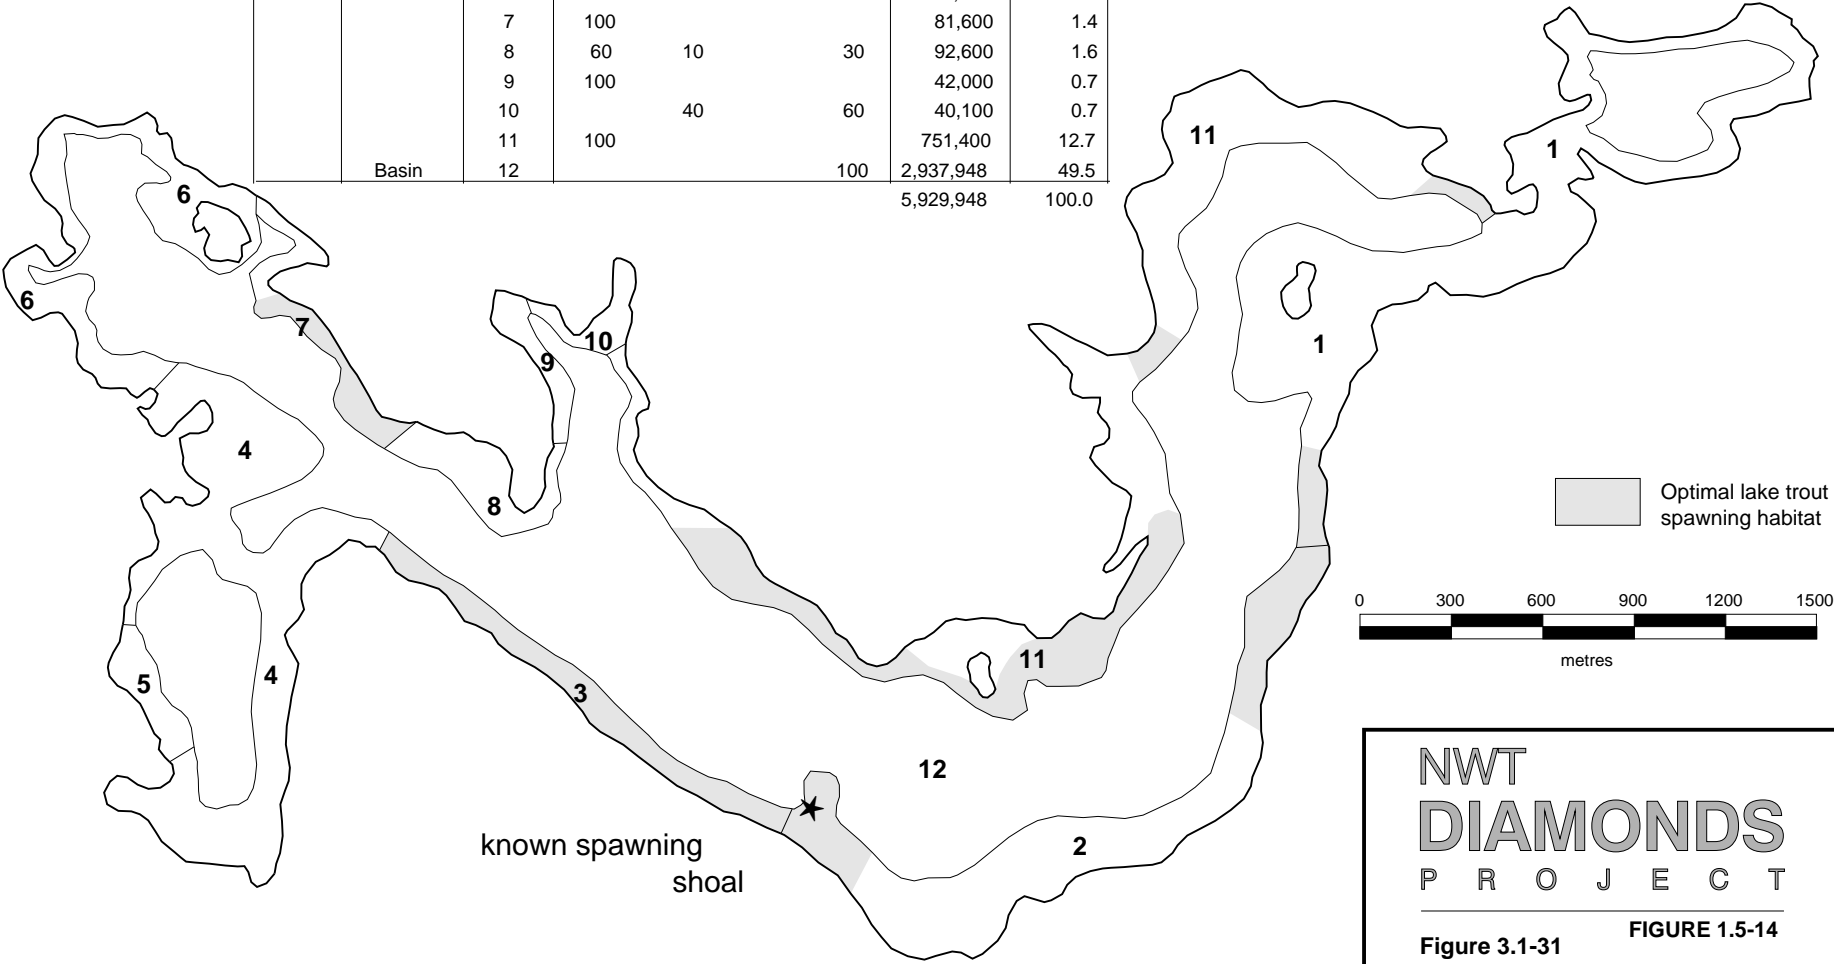 7 100 81,600 1.4
8 60 10 30 92,600 1.6
9 100 42,000 0.7
10 40 60 40,100 0.7
11 100 751,400 12.7
Basin 12 100 2,937,948 49.5
5,929,948 100.0
11
1
6
6
7
10
9
1
4
8
Optimal lake trout
spawning habitat
0 300 600 900 1200 1500
metres
11
5
4
3
12
2
known spawning
shoal
NWT
DIAMONDS
PROJECT
FIGURE 1.5-14
Figure 3.1-31